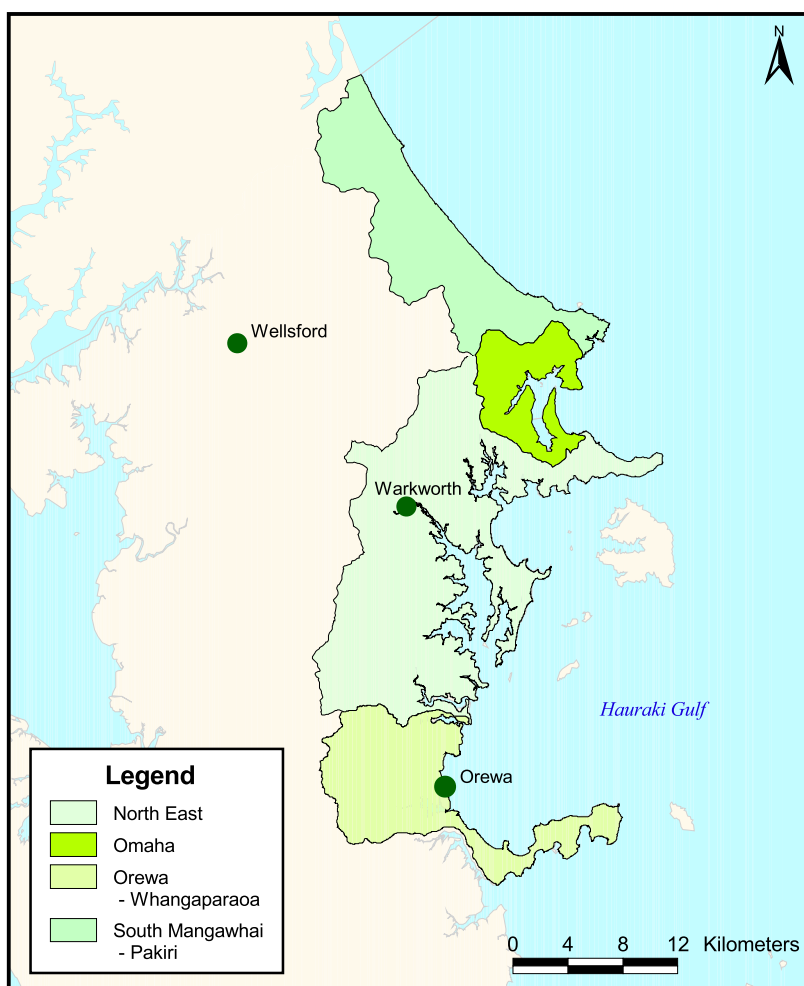 N
Wellsford
Warkworth
Hauraki Gulf
Orewa
Legend
North East
Omaha
Orewa
- Whangaparaoa
South Mangawhai
- Pakiri
0 4 8 12 Kilometers